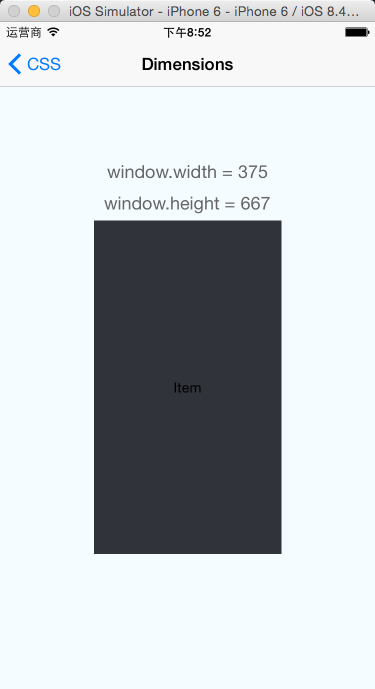 iOS Simulator - iPhone 6 - iPhone 6 / iOS 8.4…
运营商 下午8:52
CSS Dimensions
window.width = 375
window.height = 667
Item